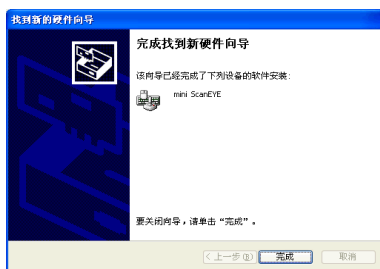 找到新的硬件向导
完成找到新硬件向导
该向导已经完成了下列设备的软件安装:
mini ScanEYE
要关闭向导，请单击“完成”。
<上一步(B) 完成 取消